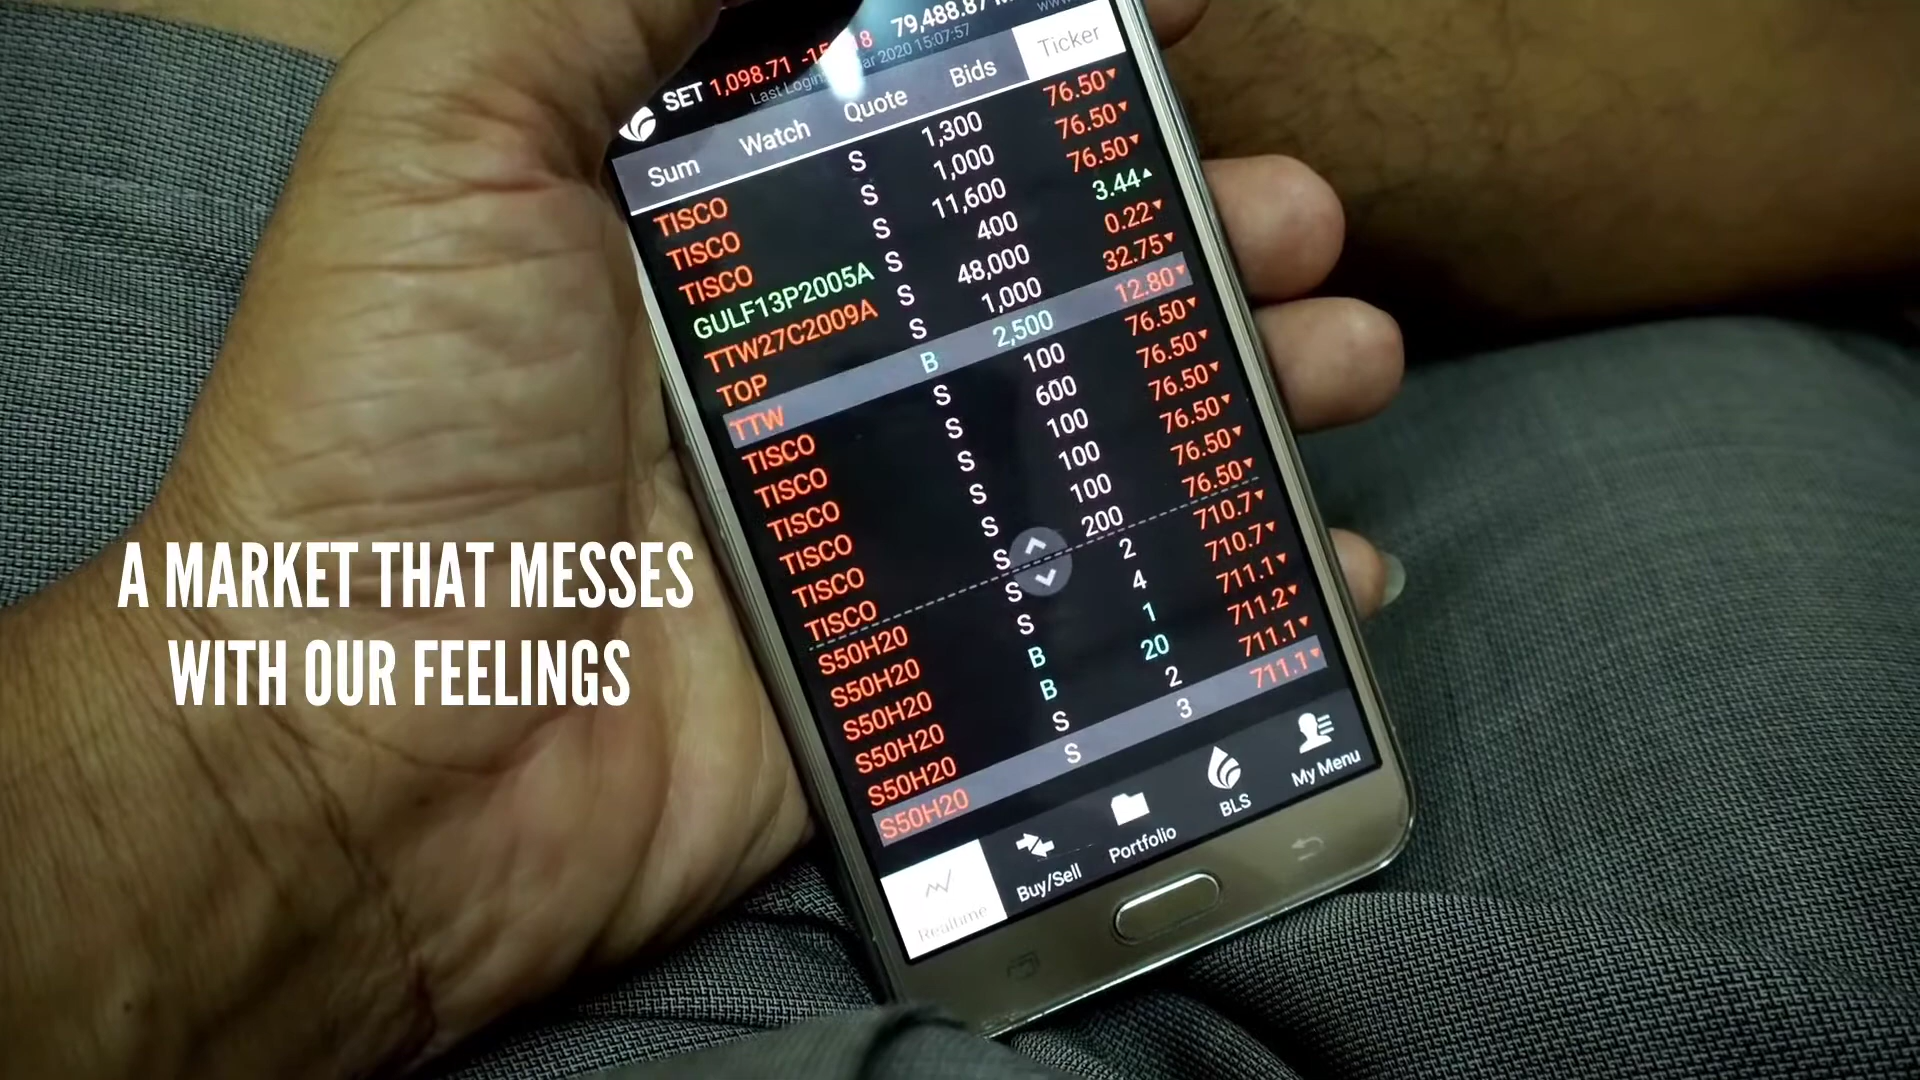 SET 1,098.71 79,488.87
Last Login 2020 15:07:57
Sum Watch Quote Bids Ticker
TISCO S 1,300 76.50
TISCO S 1,000 76.50
TISCO S 11,600 76.50
GULF13P2005A S 400 3.44
TTW27C2009A S 48,000 0.22
TOP S 1,000 32.75
TTW B 2,500 12.80
TISCO S 100 76.50
TISCO S 600 76.50
TISCO S 100 76.50
TISCO S 100 76.50
TISCO S 100 76.50
TISCO S 200 76.50
S50H20 S 2 710.7
S50H20 S 4 710.7
S50H20 B 1 711.1
S50H20 B 20 711.2
S50H20 S 2 711.1
S50H20 S 3 711.1
Realtime Buy/Sell Portfolio BLS My Menu
A MARKET THAT MESSES
WITH OUR FEELINGS